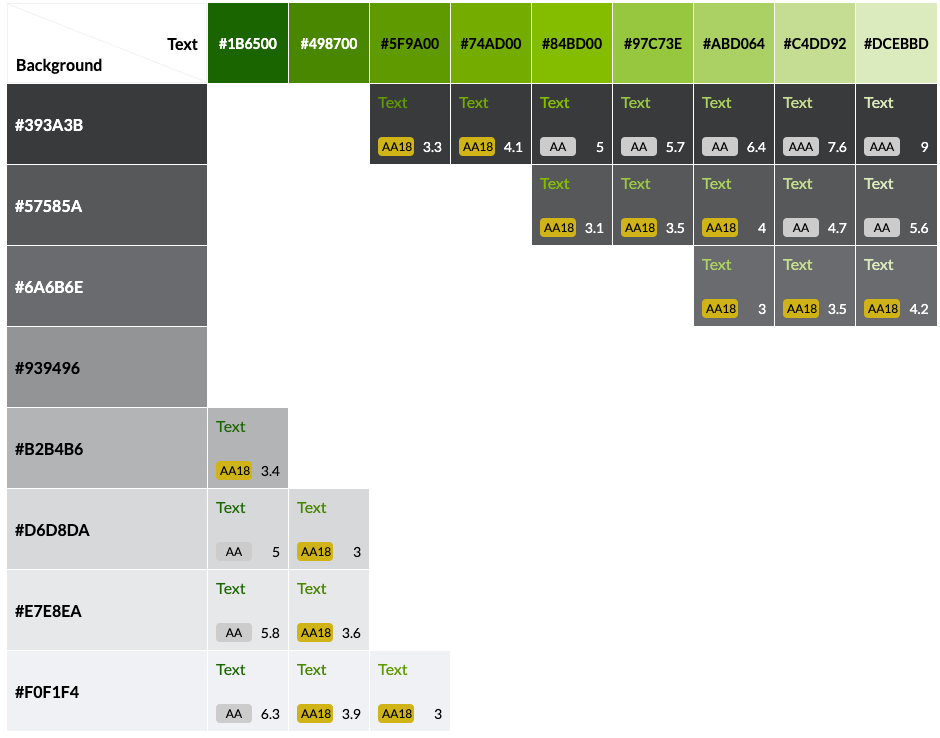 Text
Background
#1B6500 #498700 #5F9A00 #74AD00 #84BD00 #97C73E #ABD064 #C4DD92 #DCEBBD
#393A3B
Text Text Text Text Text Text Text
AA18 3.3 AA18 4.1 AA 5 AA 5.7 AA 6.4 AAA 7.6 AAA 9
#57585A
Text Text Text Text Text
AA18 3.1 AA18 3.5 AA18 4 AA 4.7 AA 5.6
#6A6B6E
Text Text Text
AA18 3 AA18 3.5 AA18 4.2
#939496
#B2B4B6
Text
AA18 3.4
#D6D8DA
Text Text
AA 5 AA18 3
#E7E8EA
Text Text
AA 5.8 AA18 3.6
#F0F1F4
Text Text Text
AA 6.3 AA18 3.9 AA18 3